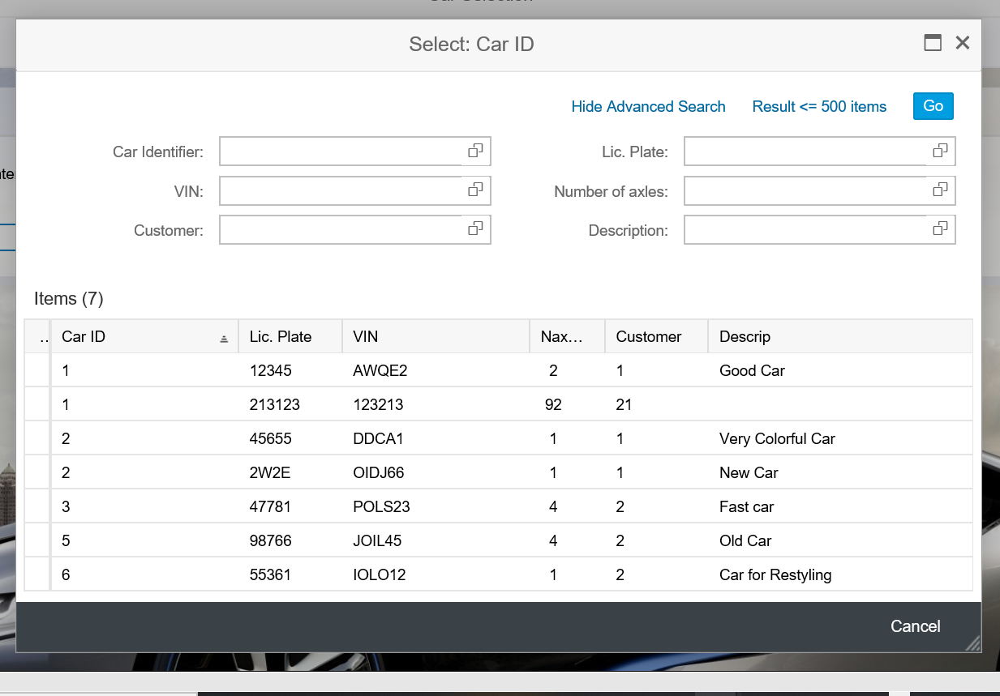 Select: Car ID
Hide Advanced Search Result <= 500 items Go
Car Identifier: Lic. Plate:
VIN: Number of axles:
Customer: Description:
Items (7)
.. Car ID Lic. Plate VIN Nax... Customer Descrip
1 12345 AWQE2 2 1 Good Car
1 213123 123213 92 21
2 45655 DDCA1 1 1 Very Colorful Car
2 2W2E OIDJ66 1 1 New Car
3 47781 POLS23 4 2 Fast car
5 98766 JOIL45 4 2 Old Car
6 55361 IOLO12 1 2 Car for Restyling
Cancel